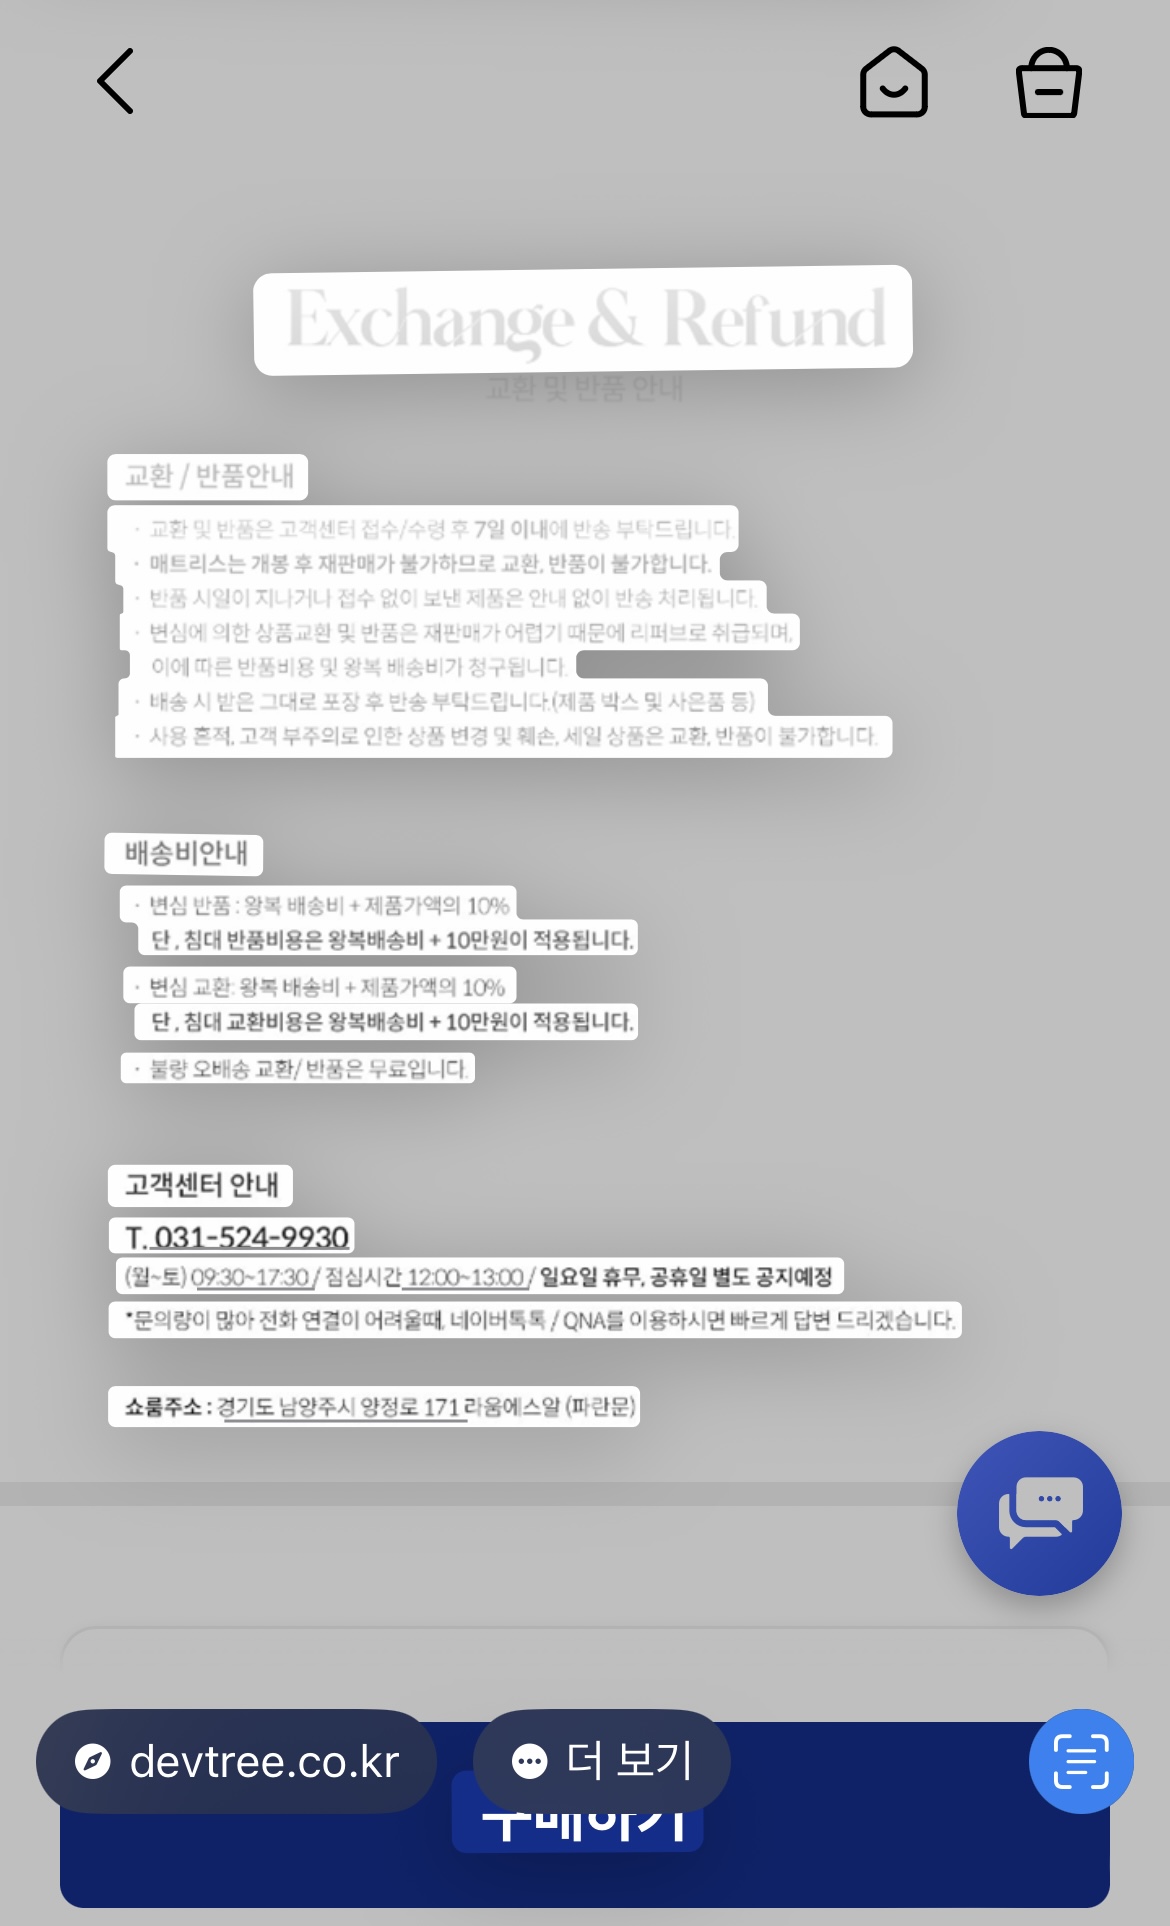 Exchange & Refund
교환 및 반품 안내
교환 / 반품안내
· 교환 및 반품은 고객센터 접수/수령 후 7일 이내에 반송 부탁드립니다.
· 매트리스는 개봉 후 재판매가 불가하므로 교환, 반품이 불가합니다.
· 반품 시일이 지나거나 접수 없이 보낸 제품은 안내 없이 반송 처리됩니다.
· 변심에 의한 상품교환 및 반품은 재판매가 어렵기 때문에 리퍼브로 취급되며,
이에 따른 반품비용 및 왕복 배송비가 청구됩니다.
· 배송 시 받은 그대로 포장 후 반송 부탁드립니다.(제품 박스 및 사은품 등)
· 사용 흔적, 고객 부주의로 인한 상품 변경 및 훼손, 세일 상품은 교환, 반품이 불가합니다.
배송비안내
· 변심 반품 : 왕복 배송비 + 제품가액의 10%
단 , 침대 반품비용은 왕복배송비 + 10만원이 적용됩니다.
· 변심 교환: 왕복 배송비 + 제품가액의 10%
단 , 침대 교환비용은 왕복배송비 + 10만원이 적용됩니다.
· 불량 오배송 교환/ 반품은 무료입니다.
고객센터 안내
T. 031-524-9930
(월~토) 09:30~17:30 / 점심시간 12:00~13:00 / 일요일 휴무, 공휴일 별도 공지예정
*문의량이 많아 전화 연결이 어려울때, 네이버톡톡 / QNA를 이용하시면 빠르게 답변 드리겠습니다.
쇼룸주소 : 경기도 남양주시 양정로 171 라움에스알 (파란문)
devtree.co.kr
더 보기
구매하기